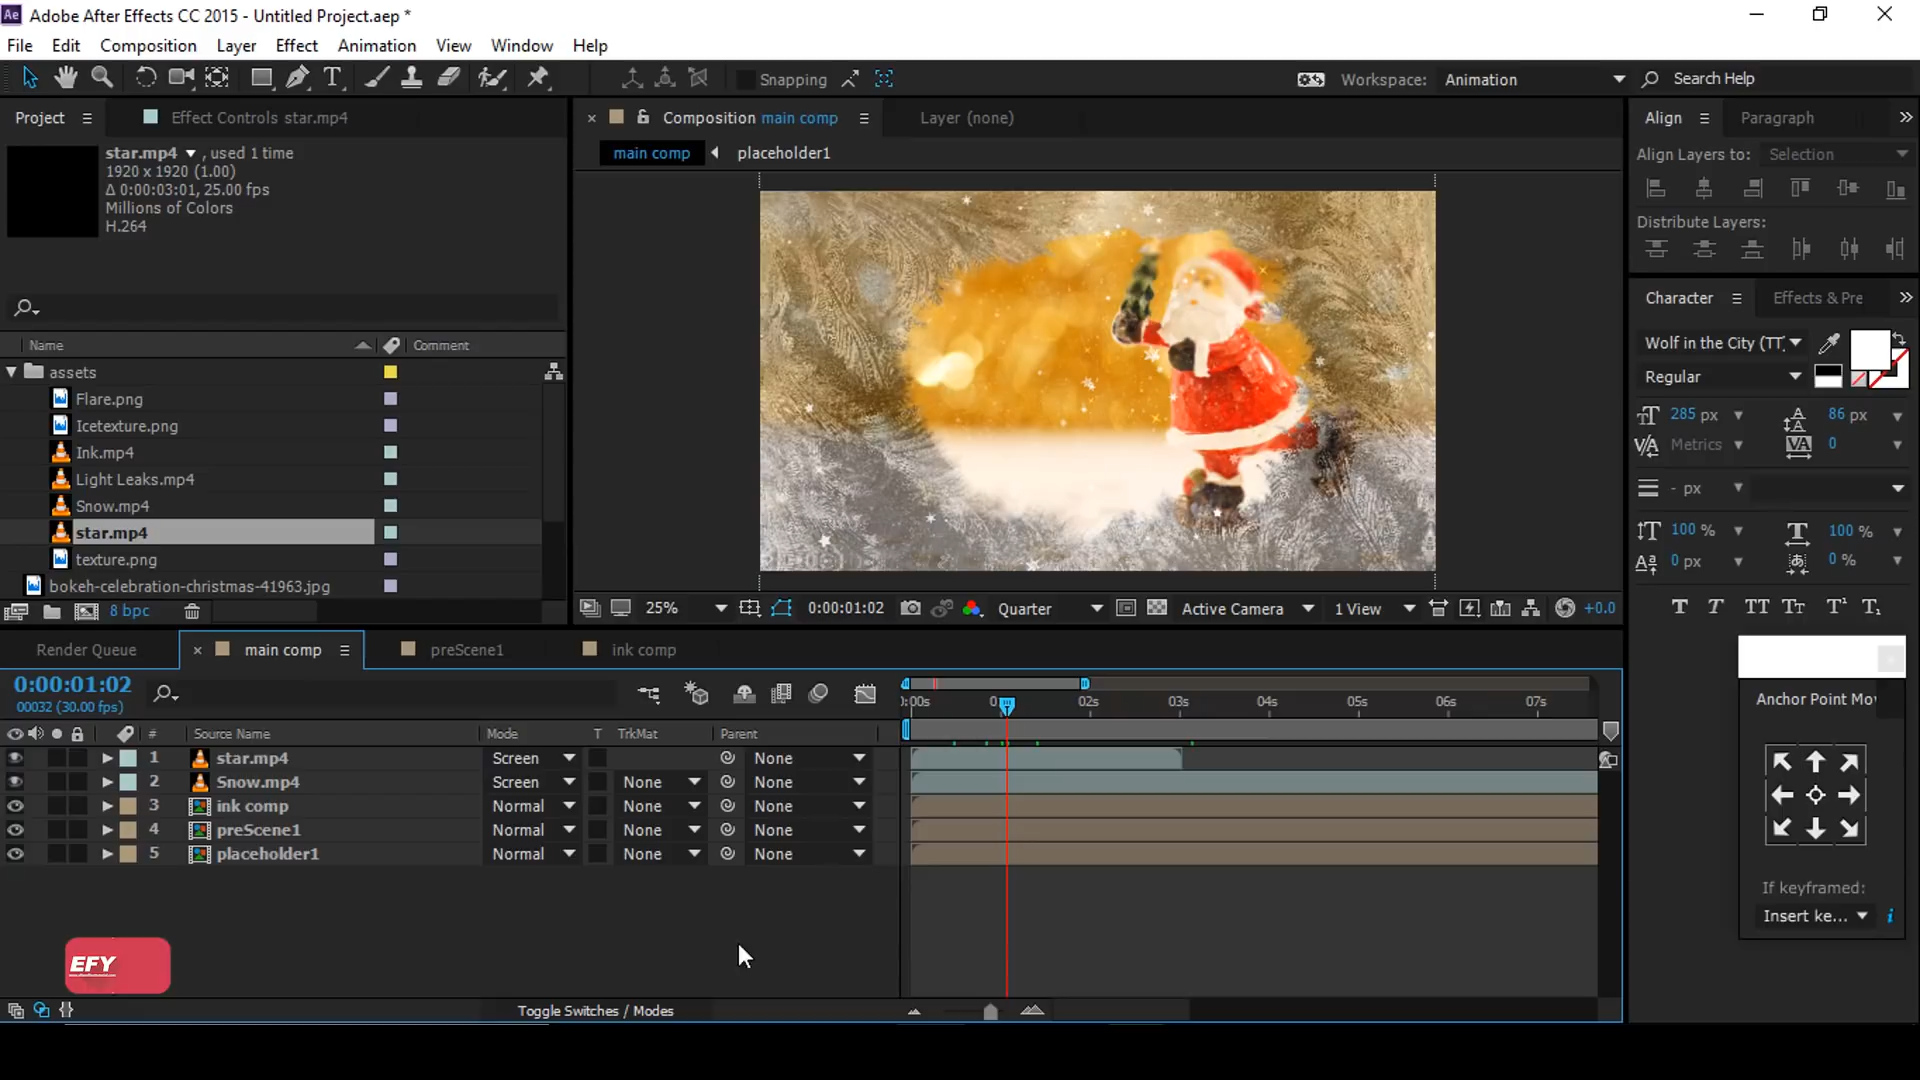 Adobe After Effects CC 2015 - Untitled Project.aep *
File Edit Composition Layer Effect Animation View Window Help
Snapping
Workspace: Animation
Search Help
Project
Effect Controls star.mp4
star.mp4 , used 1 time
1920 x 1920 (1.00)
Δ 0:00:03:01, 25.00 fps
Millions of Colors
H.264
Name Comment
assets
Flare.png
Icetexture.png
Ink.mp4
Light Leaks.mp4
Snow.mp4
star.mp4
texture.png
bokeh-celebration-christmas-41963.jpg
8 bpc
Composition main comp
Layer (none)
main comp placeholder1
25% 0:00:01:02 Quarter Active Camera 1 View +0.0
Align Paragraph
Align Layers to: Selection
Distribute Layers:
Character Effects & Pre
Wolf in the City (TT)
Regular
285 px 86 px
Metrics 0
- px
100 % 100 %
0 px 0 %
T T TT Tt T¹ T₁
Anchor Point Mo
If keyframed:
Insert ke...
Render Queue main comp preScene1 ink comp
0:00:01:02
00032 (30.00 fps)
:00s 02s 03s 04s 05s 06s 07s
# Source Name Mode T TrkMat Parent
1 star.mp4 Screen None
2 Snow.mp4 Screen None None
3 ink comp Normal None None
4 preScene1 Normal None None
5 placeholder1 Normal None None
EFY
Toggle Switches / Modes